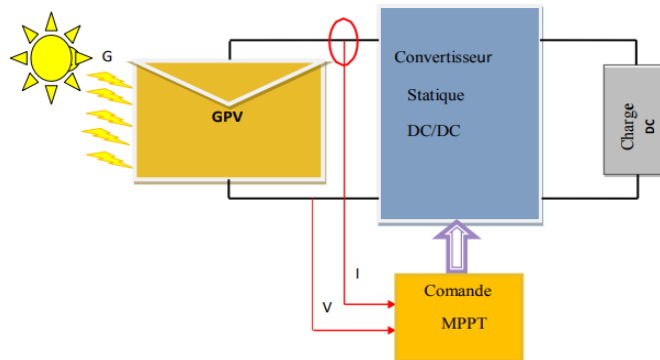 G
GPV
Convertisseur
Statique
DC/DC
Charge
DC
I
V
Comande
MPPT